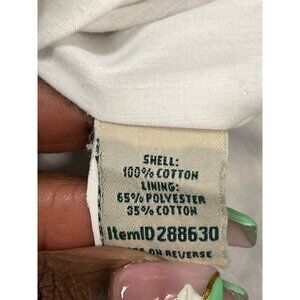 SHELL:
100% COTTON
LINING:
65% POLYESTER
35% COTTON
ItemID 288630
ON REVERSE